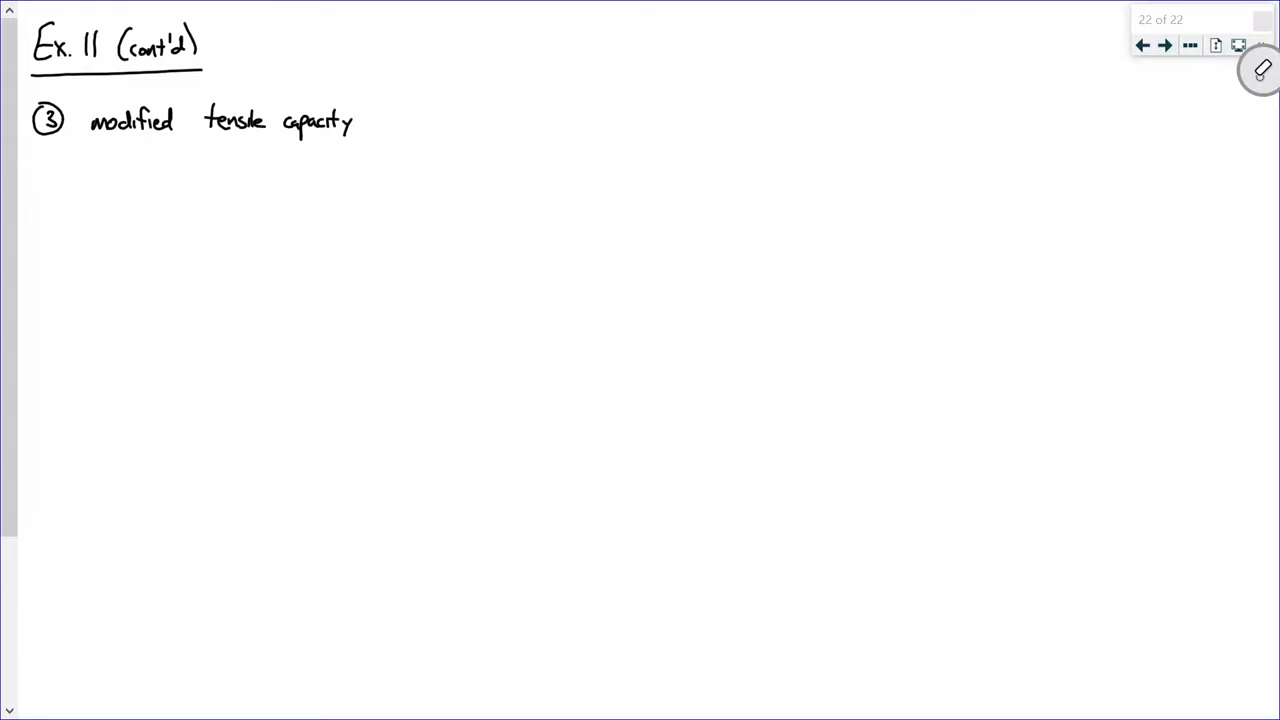 Ex. 11 (cont'd)
22 of 22
③ modified tensile capacity